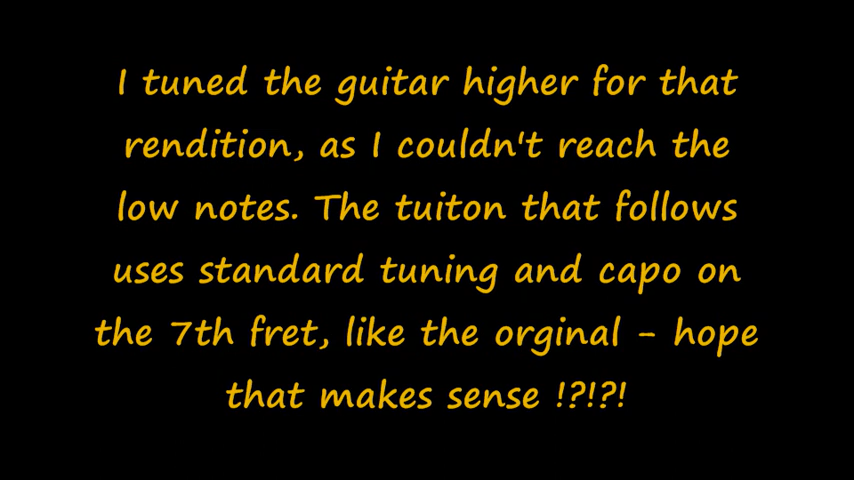 I tuned the guitar higher for that
rendition, as I couldn't reach the
low notes. The tuiton that follows
uses standard tuning and capo on
the 7th fret, like the orginal - hope
that makes sense !?!?!